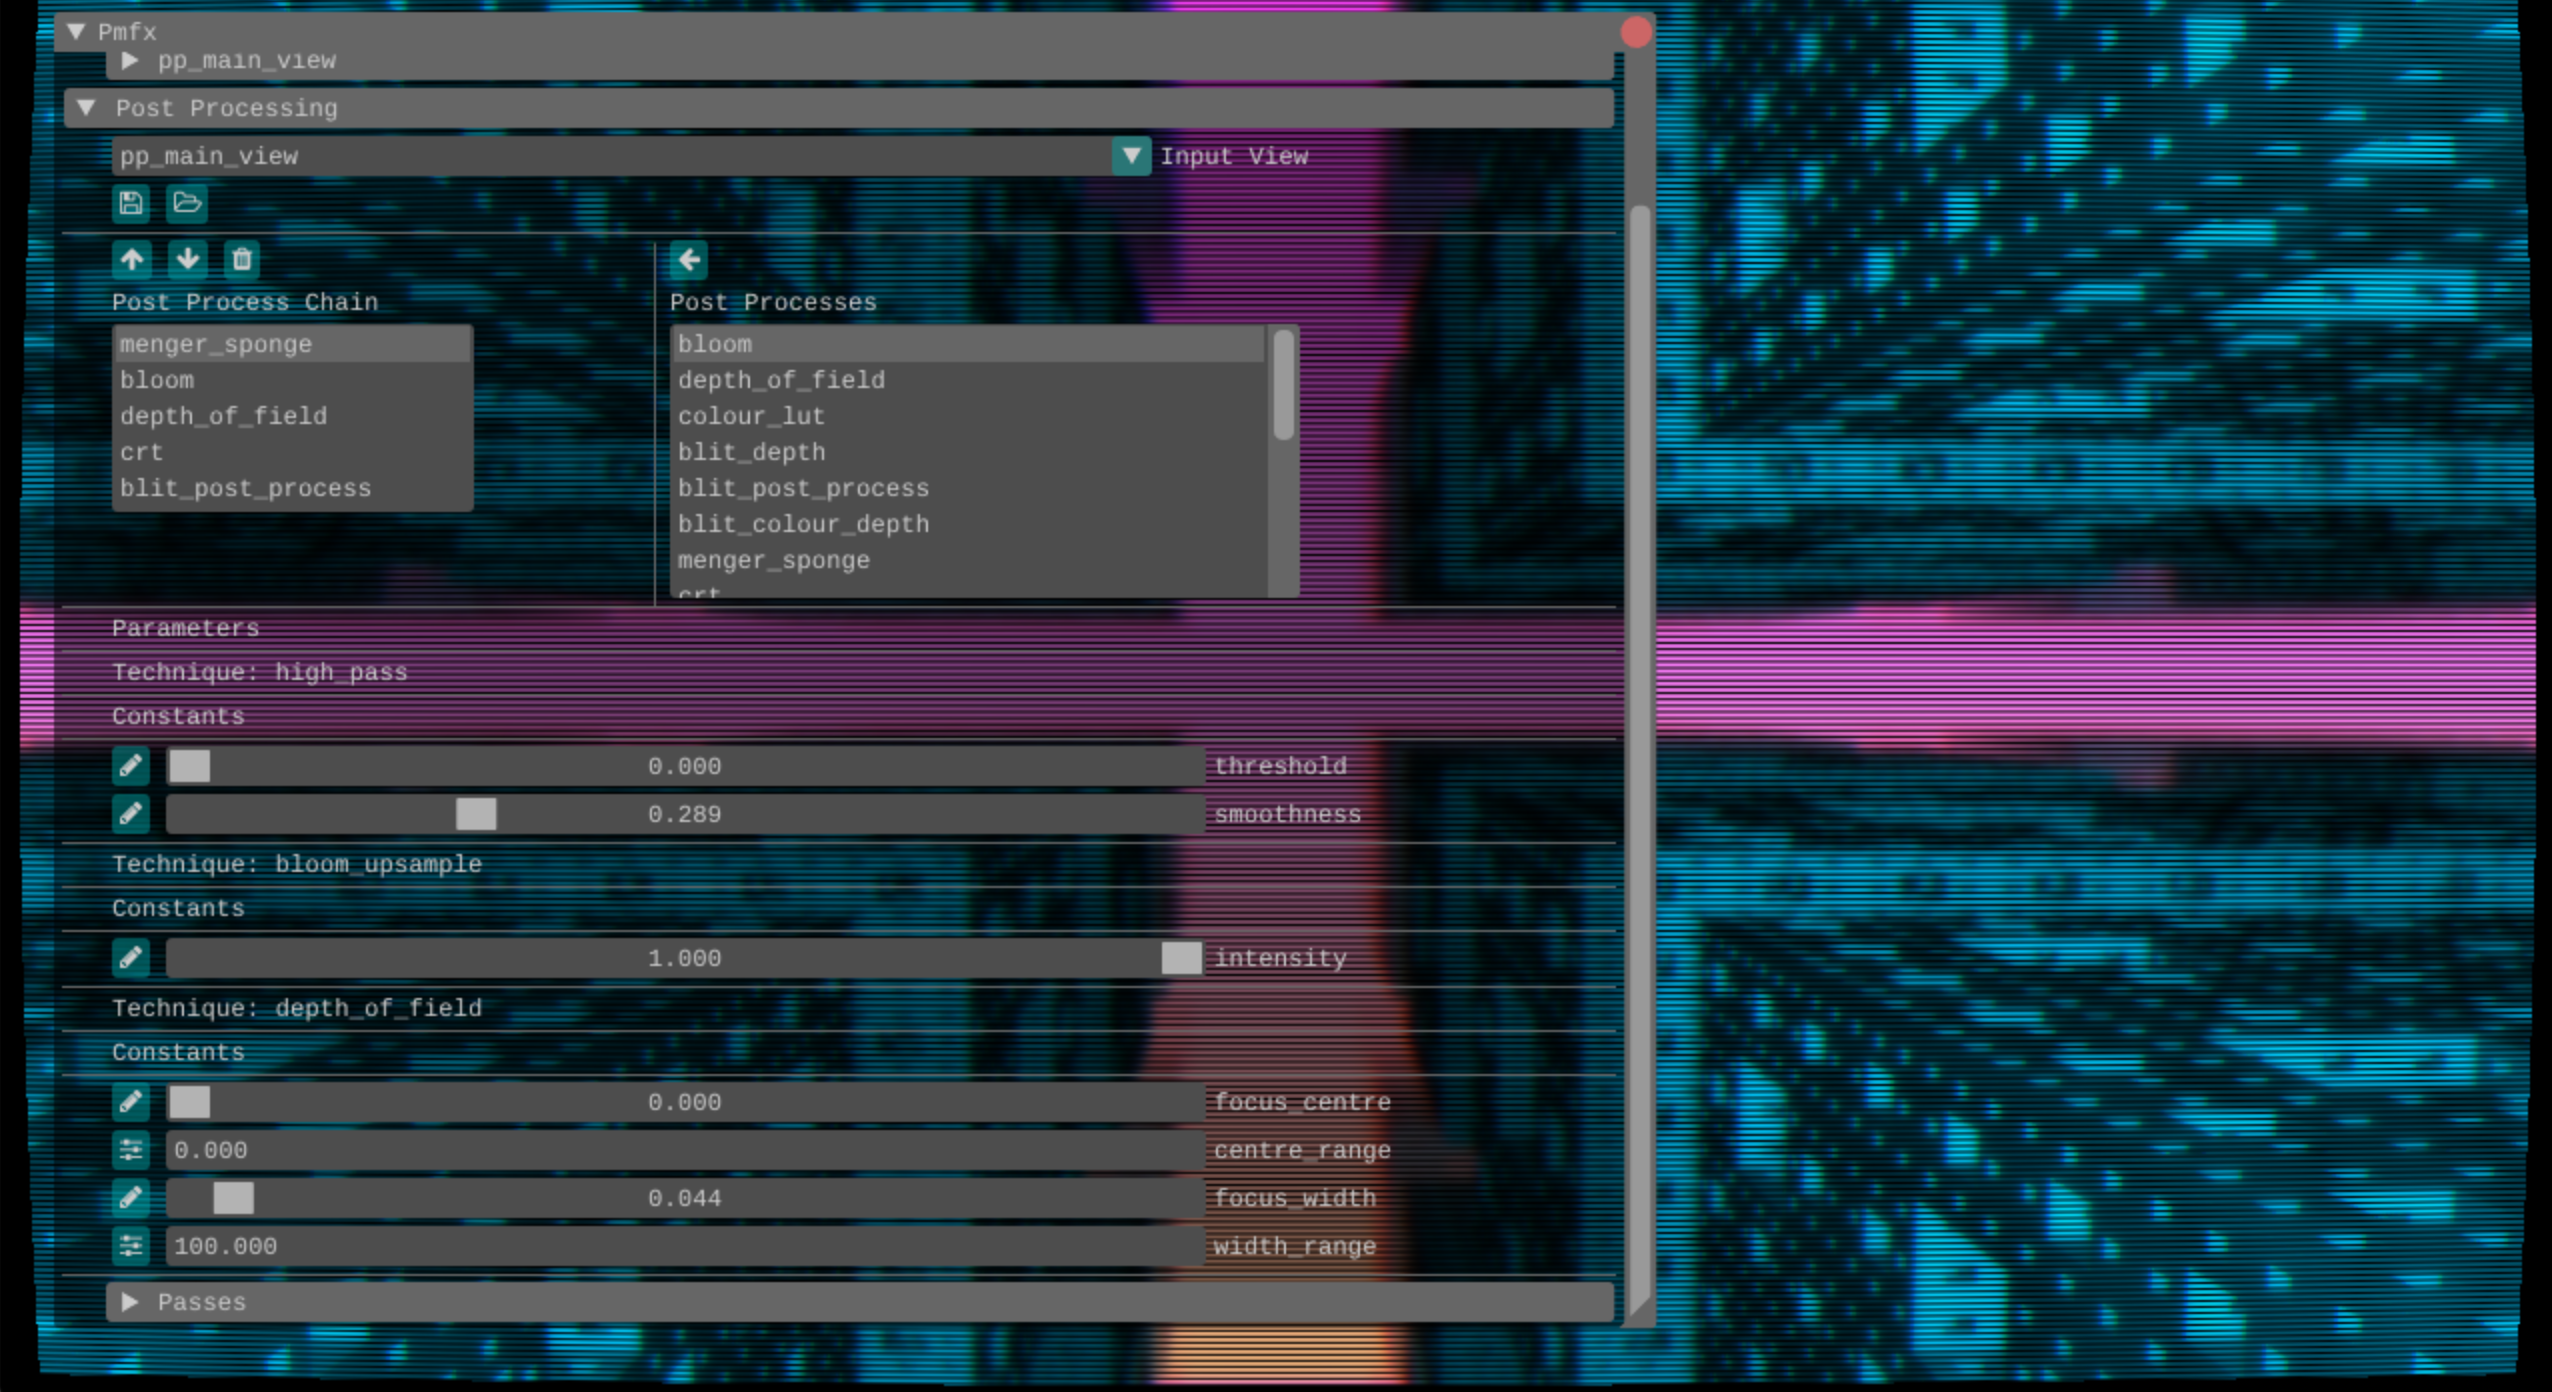 Pmfx
pp_main_view
Post Processing
pp_main_view Input View
Post Process Chain
menger_sponge
bloom
depth_of_field
crt
blit_post_process
Post Processes
bloom
depth_of_field
colour_lut
blit_depth
blit_post_process
blit_colour_depth
menger_sponge
crt
Parameters
Technique: high_pass
Constants
0.000 threshold
0.289 smoothness
Technique: bloom_upsample
Constants
1.000 intensity
Technique: depth_of_field
Constants
0.000 focus_centre
0.000 centre_range
0.044 focus_width
100.000 width_range
Passes